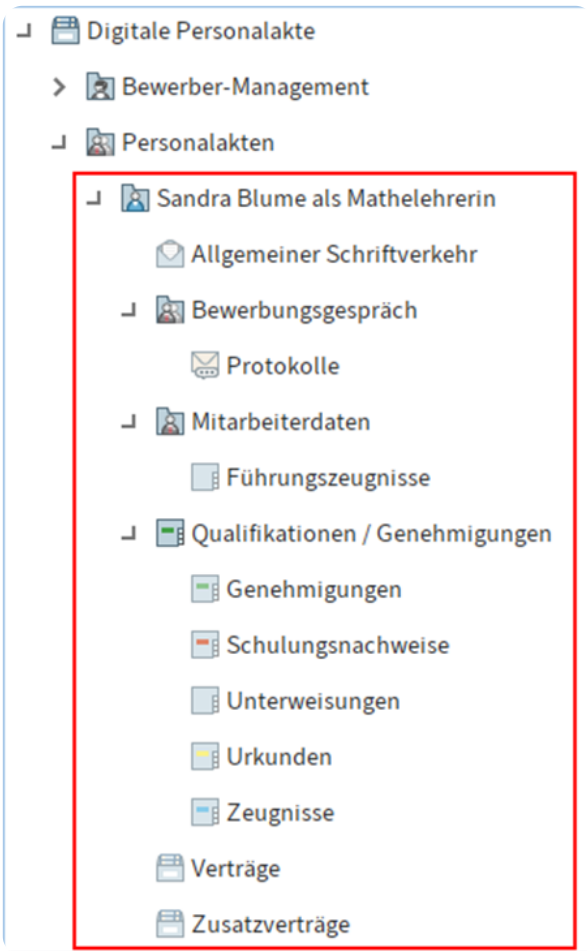 Digitale Personalakte
Bewerber-Management
Personalakten
Sandra Blume als Mathelehrerin
Allgemeiner Schriftverkehr
Bewerbungsgespräch
Protokolle
Mitarbeiterdaten
Führungszeugnisse
Qualifikationen / Genehmigungen
Genehmigungen
Schulungsnachweise
Unterweisungen
Urkunden
Zeugnisse
Verträge
Zusatzverträge